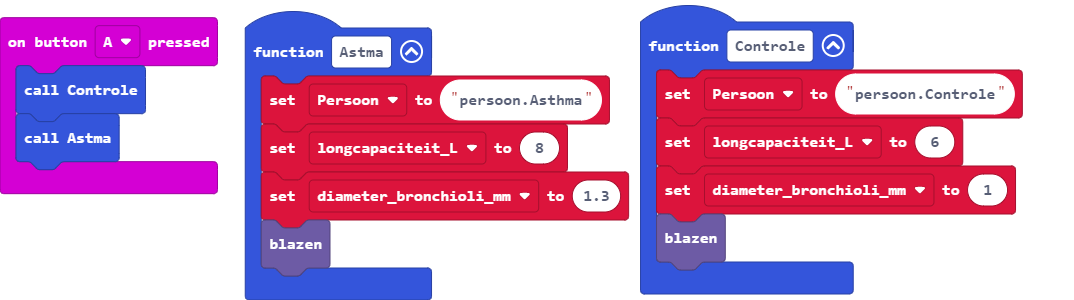 on button A pressed
call Controle
call Astma
function Astma
set Persoon to "persoon.Asthma"
set longcapaciteit_L to 8
set diameter_bronchioli_mm to 1.3
blazen
function Controle
set Persoon to "persoon.Controle"
set longcapaciteit_L to 6
set diameter_bronchioli_mm to 1
blazen